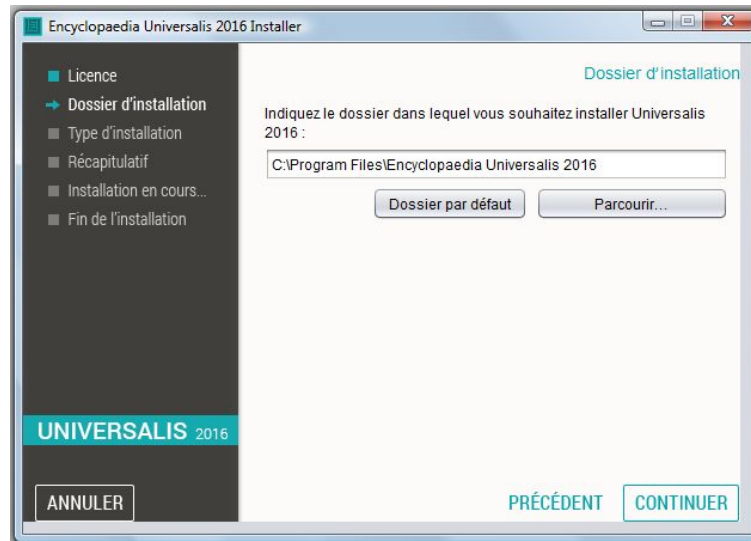 Encyclopaedia Universalis 2016 Installer
Licence
Dossier d'installation
Type d'installation
Récapitulatif
Installation en cours...
Fin de l'installation
UNIVERSALIS 2016
ANNULER
Dossier d'installation
Indiquez le dossier dans lequel vous souhaitez installer Universalis
2016 :
C:\Program Files\Encyclopaedia Universalis 2016
Dossier par défaut
Parcourir...
PRÉCÉDENT
CONTINUER